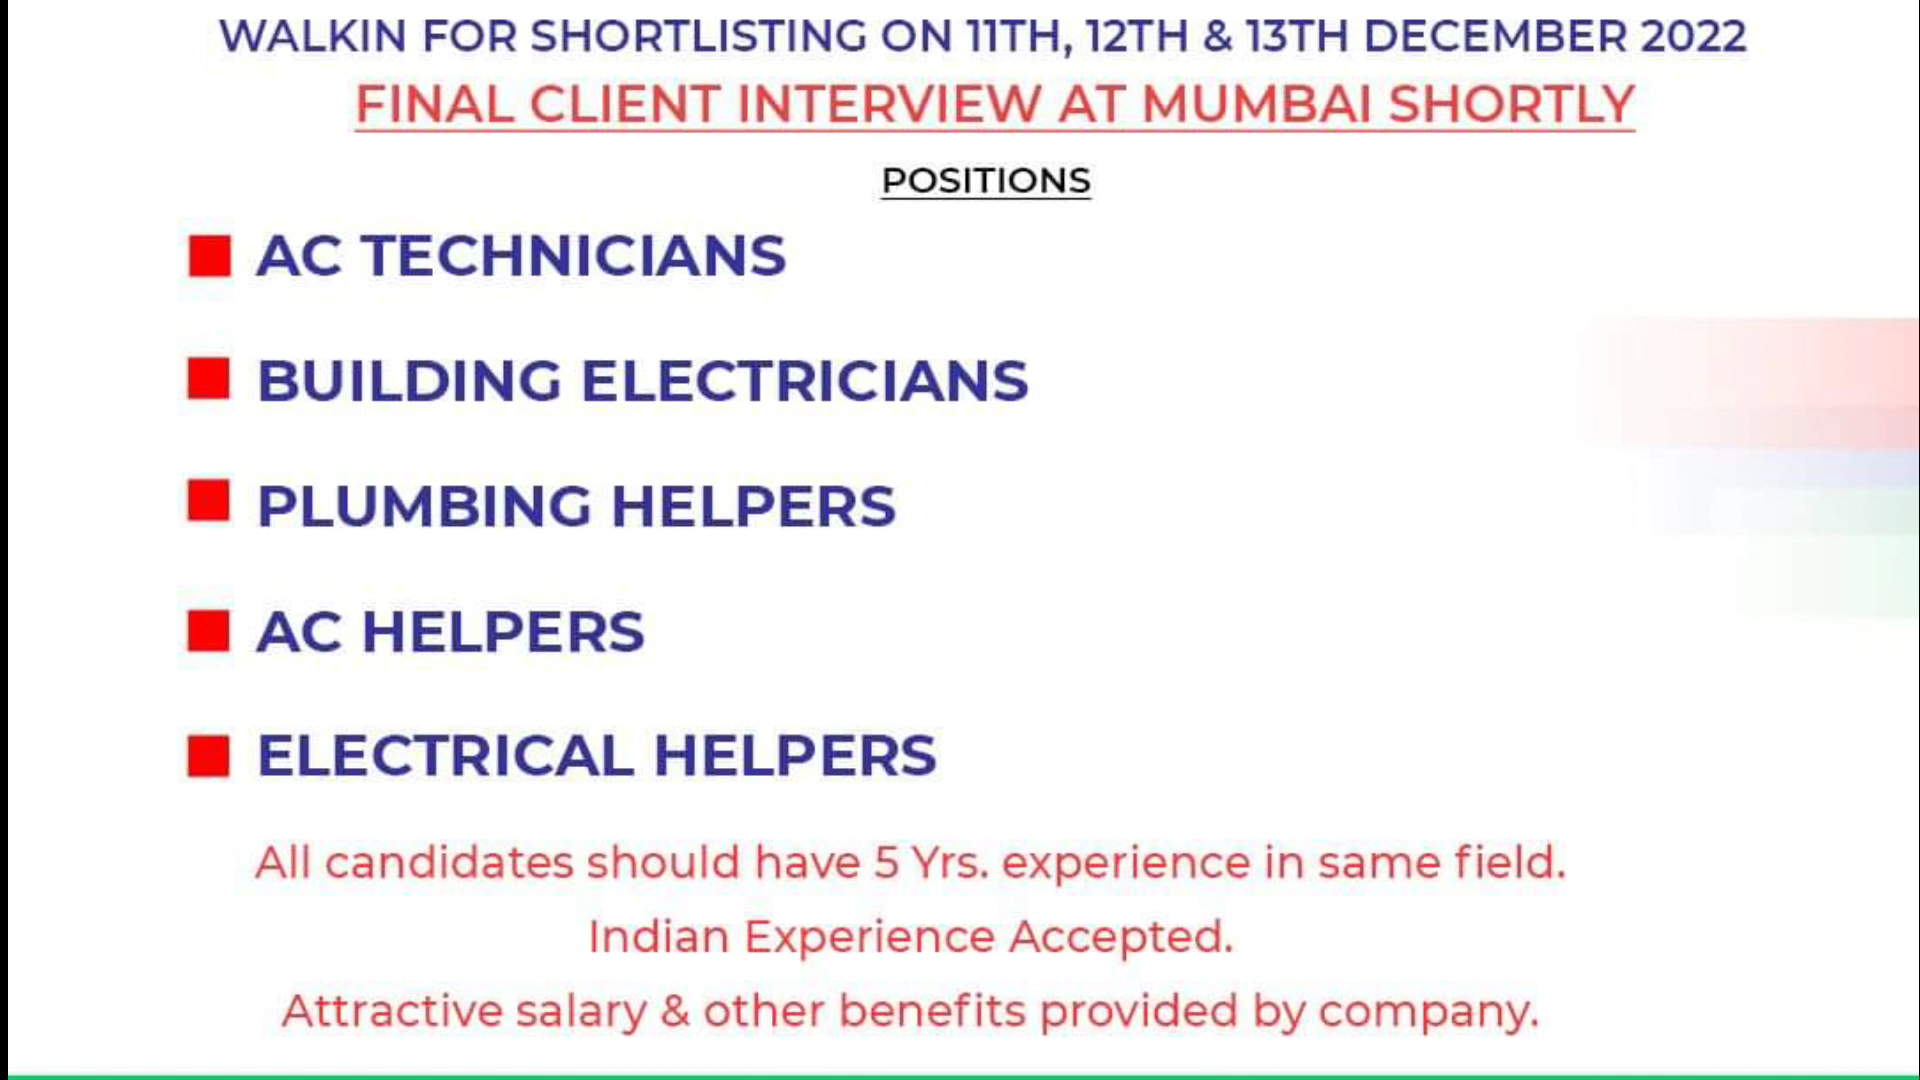 WALKIN FOR SHORTLISTING ON 11TH, 12TH & 13TH DECEMBER 2022
FINAL CLIENT INTERVIEW AT MUMBAI SHORTLY
POSITIONS
AC TECHNICIANS
BUILDING ELECTRICIANS
PLUMBING HELPERS
AC HELPERS
ELECTRICAL HELPERS
All candidates should have 5 Yrs. experience in same field.
Indian Experience Accepted.
Attractive salary & other benefits provided by company.